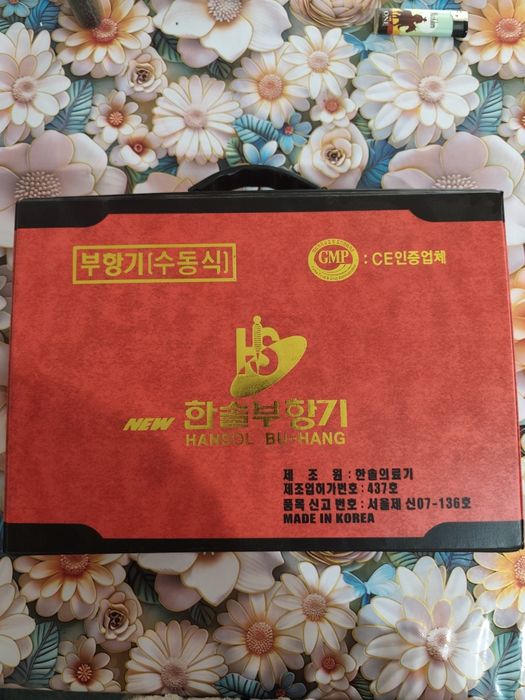 부항기(수동식)
GMP : CE인증업체
HS
NEW 한솔부항기
HANSOL BU-HANG
제 조 원 : 한솔의료기
제조업허가번호 : 437호
품목 신고 번호 : 서울제 신07-136호
MADE IN KOREA